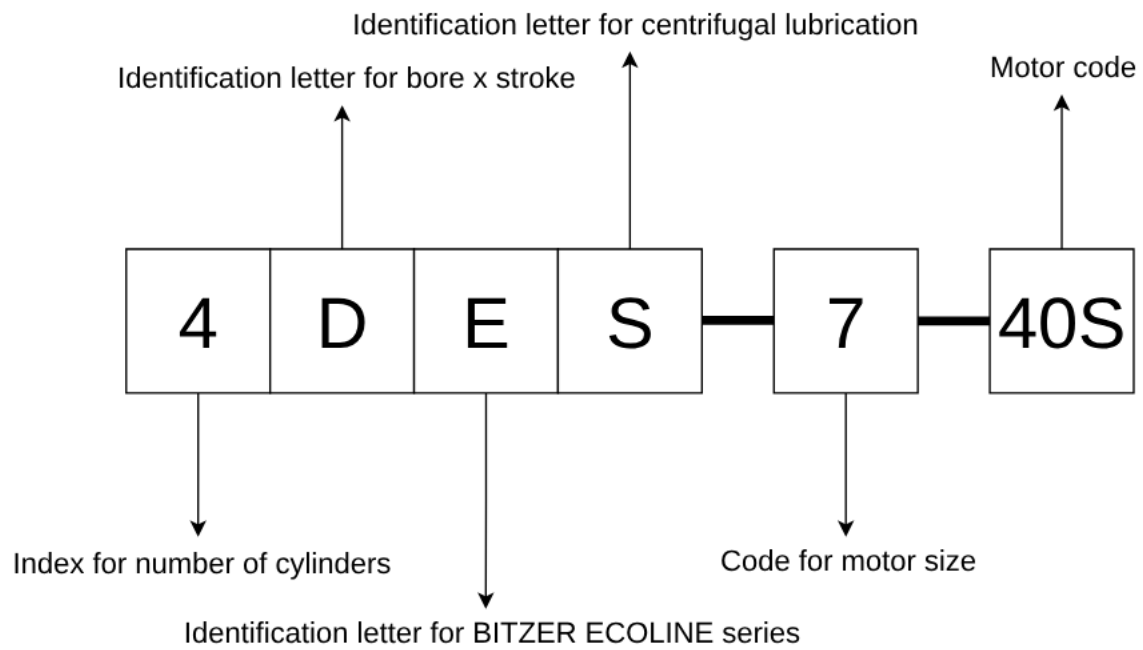 Identification letter for centrifugal lubrication
Identification letter for bore x stroke
Motor code
4 D E S 7 40S
Index for number of cylinders
Code for motor size
Identification letter for BITZER ECOLINE series